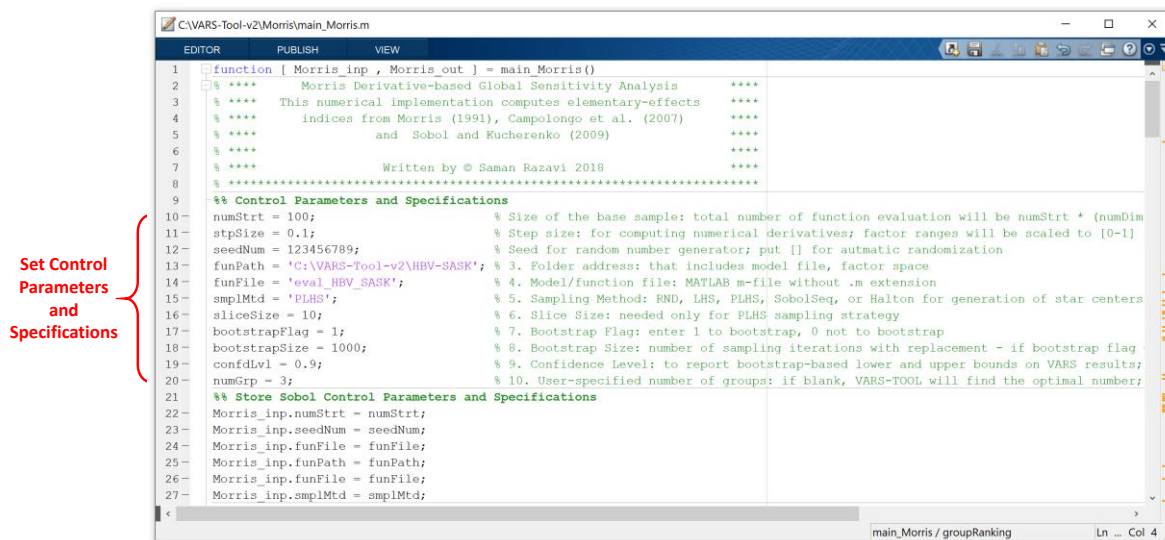 C:\VARS-Tool-v2\Morris\main_Morris.m
EDITOR PUBLISH VIEW
1 function [ Morris_inp , Morris_out ] = main_Morris()
2 % **** Morris Derivative-based Global Sensitivity Analysis ****
3 % **** This numerical implementation computes elementary-effects ****
4 % **** indices from Morris (1991), Campolongo et al. (2007) ****
5 % **** and Sobol and Kucherenko (2009) ****
6 % **** ****
7 % **** Written by © Saman Razavi 2018 ****
8 % *************************************************************************
9 %% Control Parameters and Specifications
10 – numStrt = 100; % Size of the base sample: total number of function evaluation will be numStrt * (numDim
11 – stpSize = 0.1; % Step size: for computing numerical derivatives; factor ranges will be scaled to [0-1]
12 – seedNum = 123456789; % Seed for random number generator; put [] for autmatic randomization
13 – funPath = 'C:\VARS-Tool-v2\HBV-SASK'; % 3. Folder address: that includes model file, factor space
14 – funFile = 'eval_HBV_SASK'; % 4. Model/function file: MATLAB m-file without .m extension
15 – smplMtd = 'PLHS'; % 5. Sampling Method: RND, LHS, PLHS, SobolSeq, or Halton for generation of star centers
16 – sliceSize = 10; % 6. Slice Size: needed only for PLHS sampling strategy
17 – bootstrapFlag = 1; % 7. Bootstrap Flag: enter 1 to bootstrap, 0 not to bootstrap
18 – bootstrapSize = 1000; % 8. Bootstrap Size: number of sampling iterations with replacement - if bootstrap flag
19 – confdLvl = 0.9; % 9. Confidence Level: to report bootstrap-based lower and upper bounds on VARS results;
20 – numGrp = 3; % 10. User-specified number of groups: if blank, VARS-TOOL will find the optimal number;
21 %% Store Sobol Control Parameters and Specifications
22 – Morris_inp.numStrt = numStrt;
23 – Morris_inp.seedNum = seedNum;
24 – Morris_inp.funFile = funFile;
25 – Morris_inp.funPath = funPath;
26 – Morris_inp.funFile = funFile;
27 – Morris_inp.smplMtd = smplMtd;
main_Morris / groupRanking Ln ... Col 4
Set Control
Parameters
and
Specifications